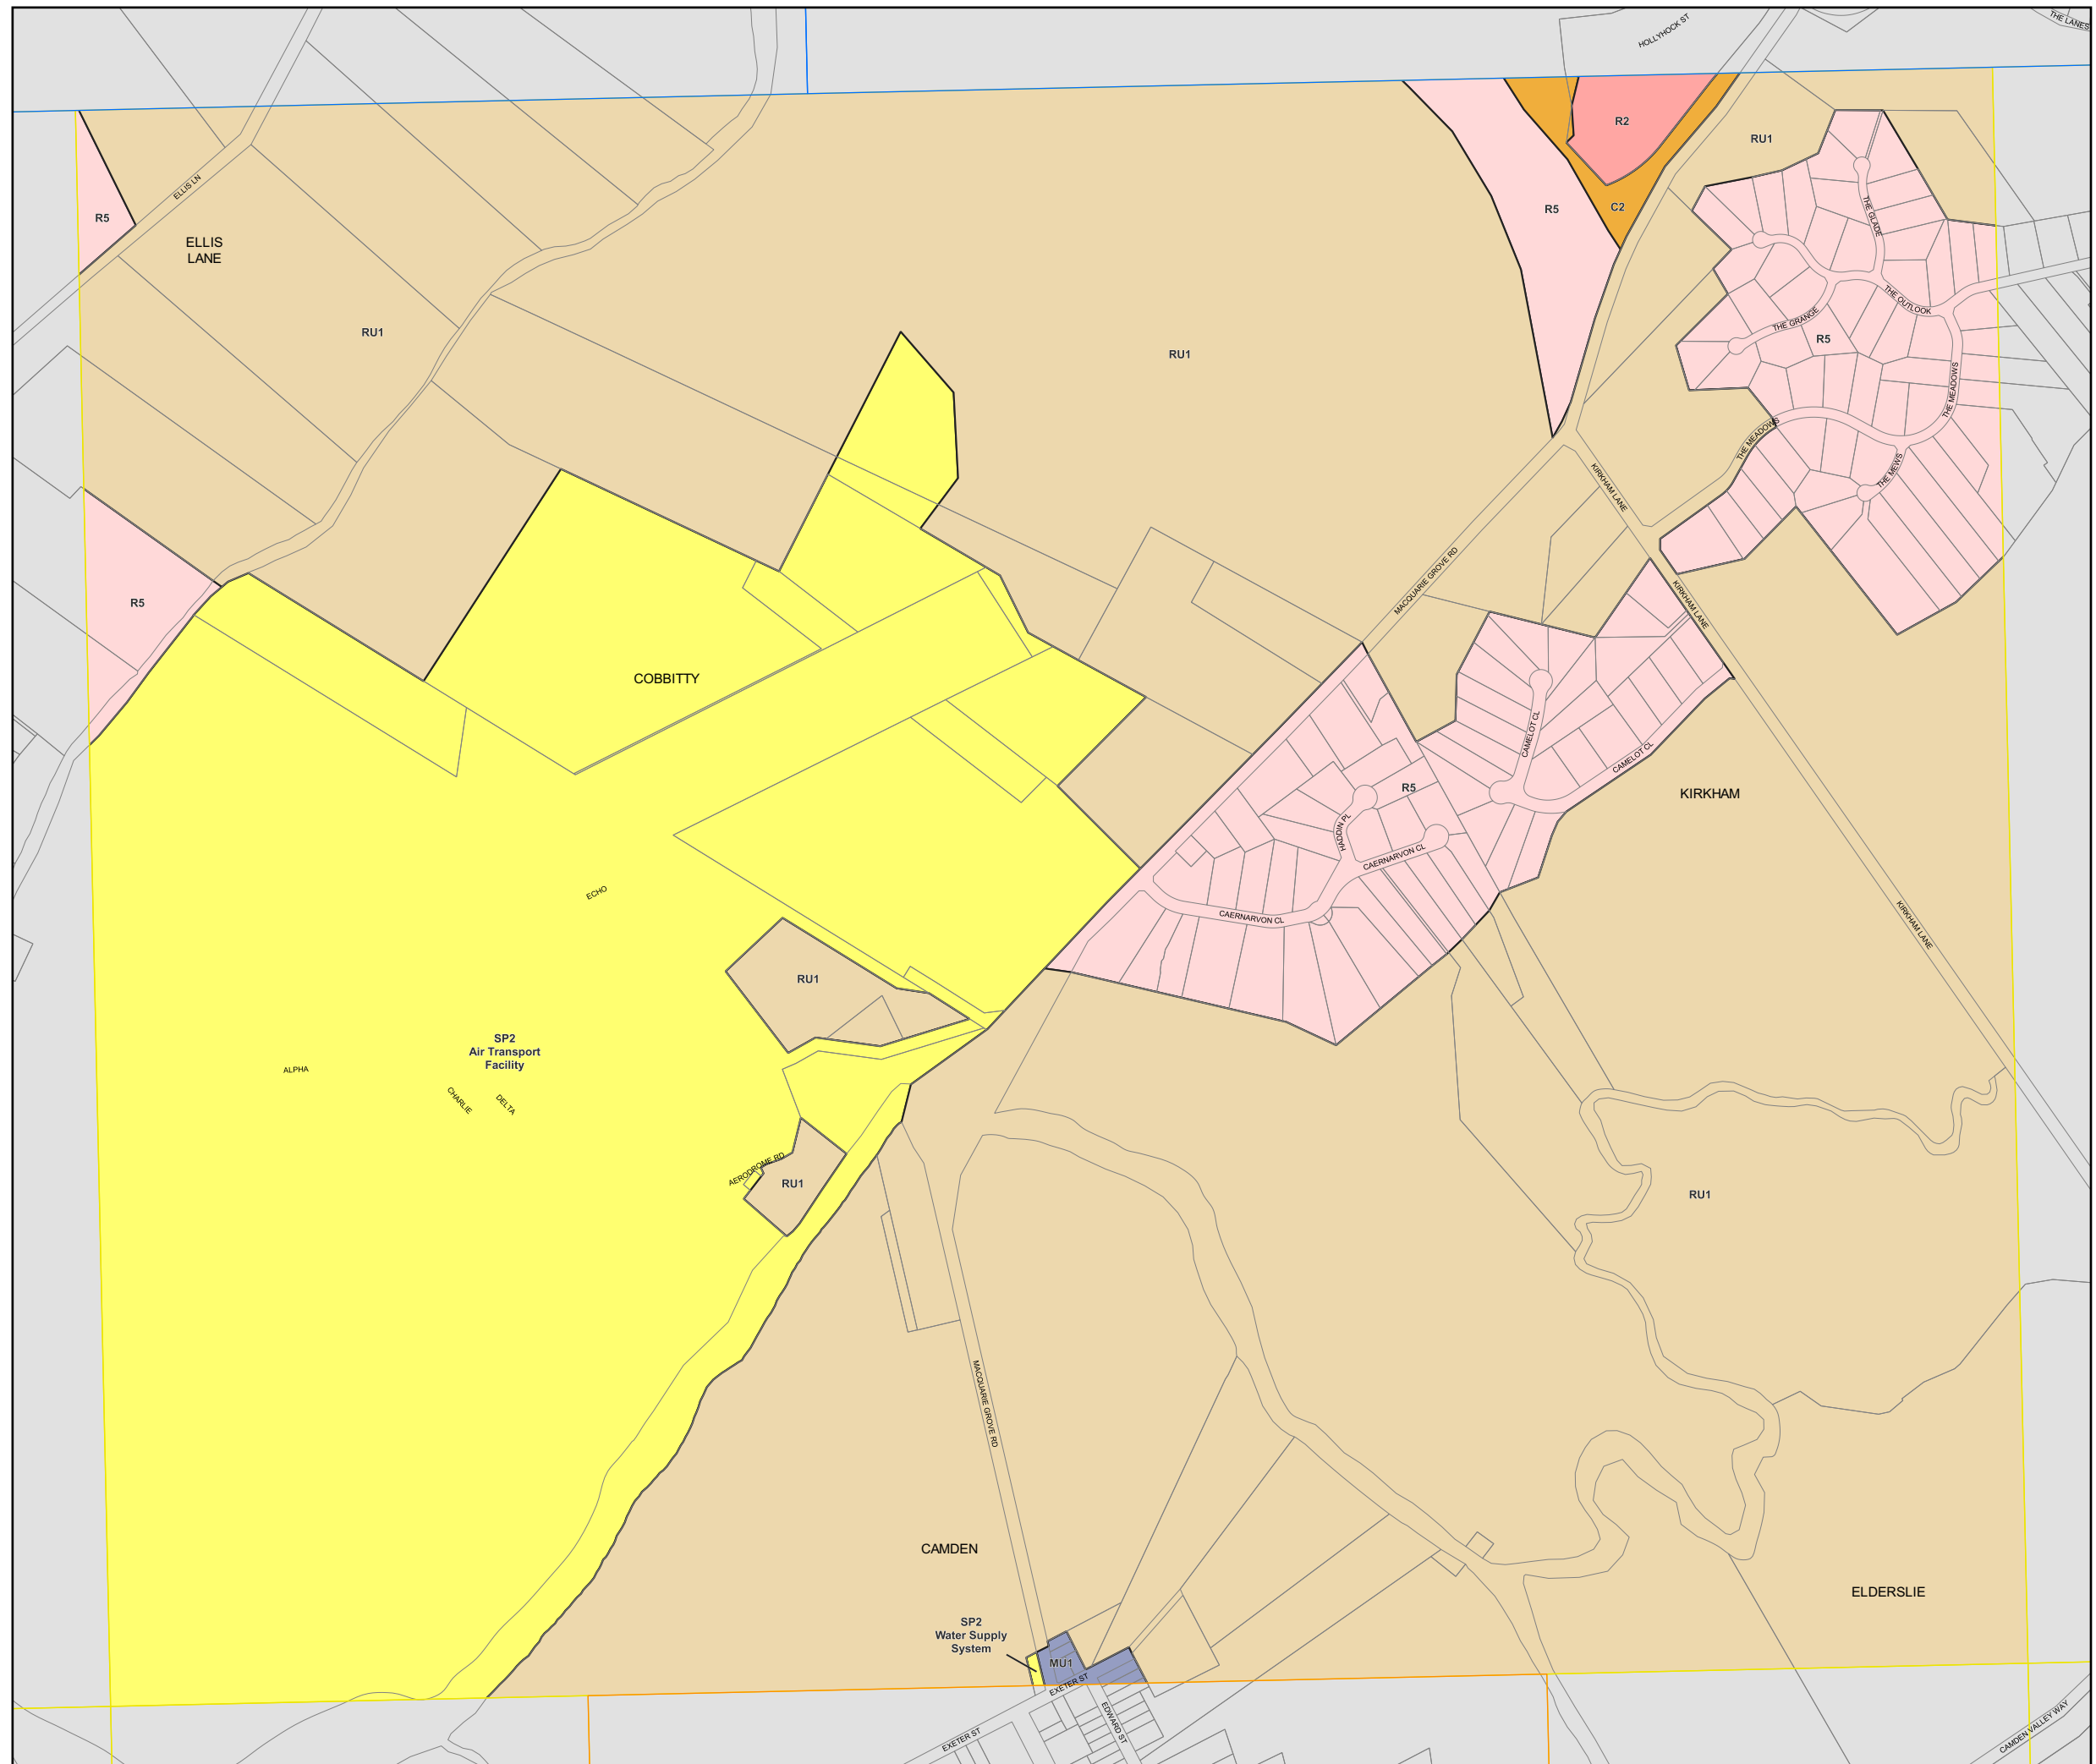 THE LANES
HOLLYHOCK ST
R2
RU1
ELLIS LN
R5
R5
C2
THE GLADE
ELLIS
LANE
THE OUTLOOK
THE GRANGE
RU1
R5
RU1
THE MEADOWS
THE MEADOWS
THE MEWS
KIRKHAM LANE
MACQUARIE GROVE RD
R5
KIRKHAM LANE
COBBITTY
CAMELOT CL
CAMELOT CL
R5
KIRKHAM
HADDIN PL
CAERNARVON CL
ECHO
CAERNARVON CL
KIRKHAM LANE
RU1
SP2
Air Transport
Facility
ALPHA
CHARLIE
DELTA
AERODROME RD
RU1
RU1
MACQUARIE GROVE RD
CAMDEN
ELDERSLIE
SP2
Water Supply
System
MU1
EXETER ST
EDWARD ST
EXETER ST
CAMDEN VALLEY WAY